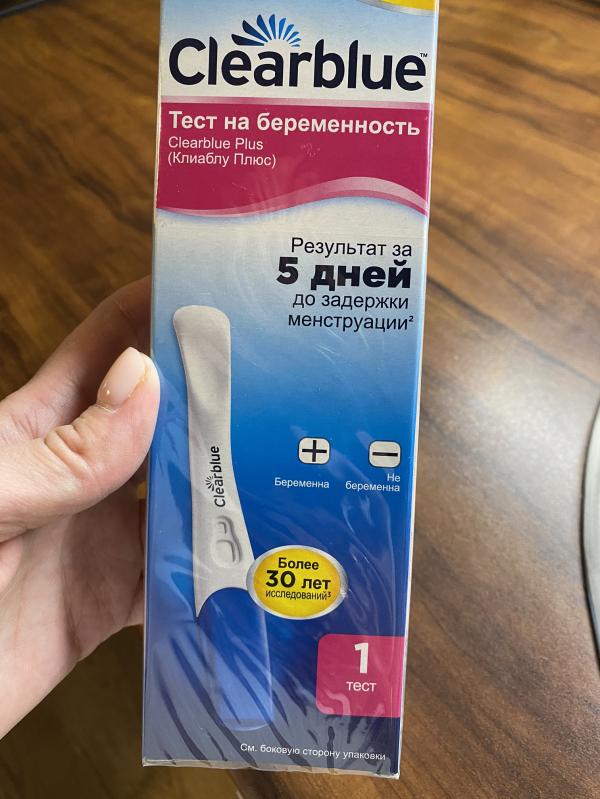 Clearblue™
Тест на беременность
Clearblue Plus
(Клиаблу Плюс)
Результат за
5 дней
до задержки
менструации²
Clearblue
Беременна
Не
беременна
Более
30 лет
исследований³
1
тест
См. боковую сторону упаковки